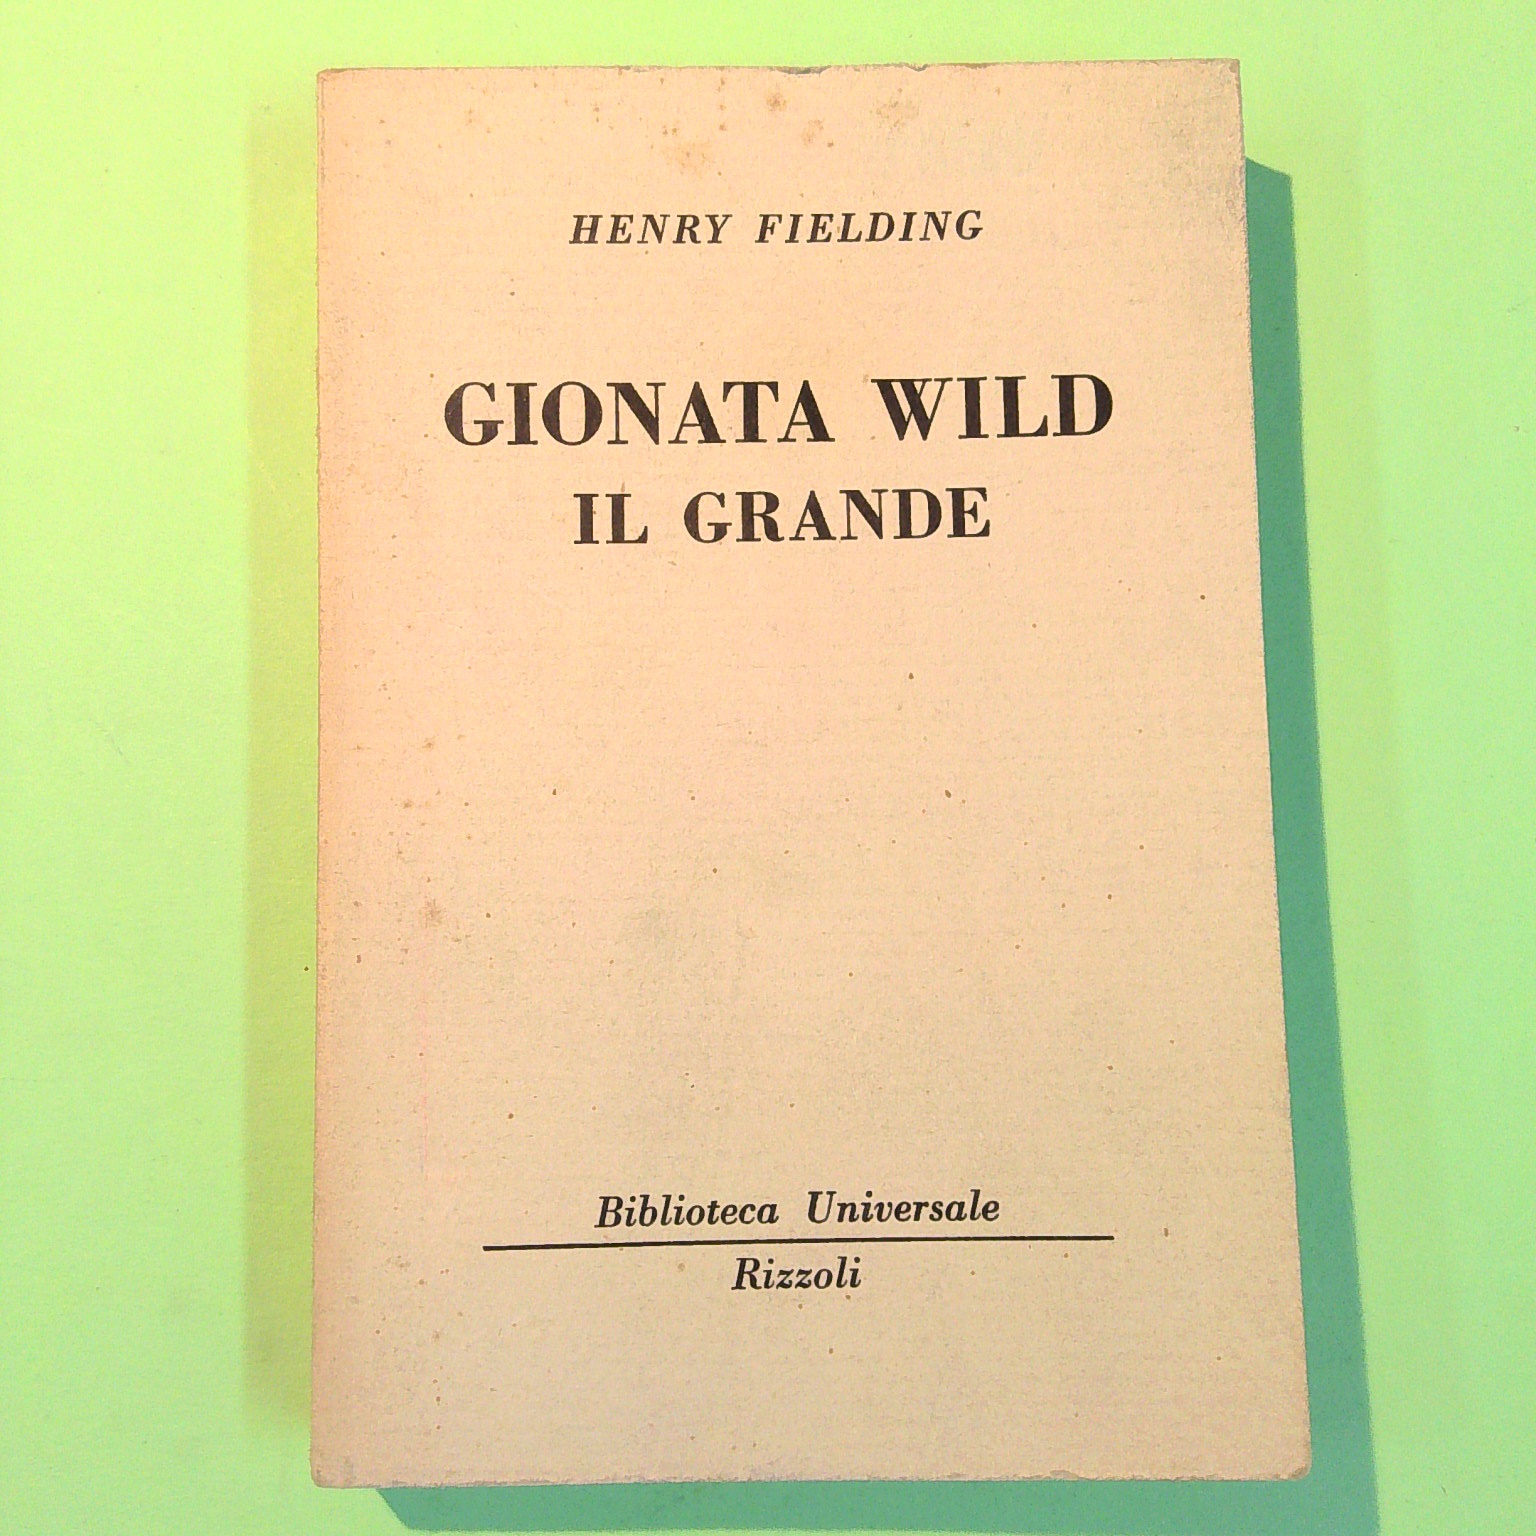 HENRY FIELDING
GIONATA WILD
IL GRANDE
Biblioteca Universale
Rizzoli